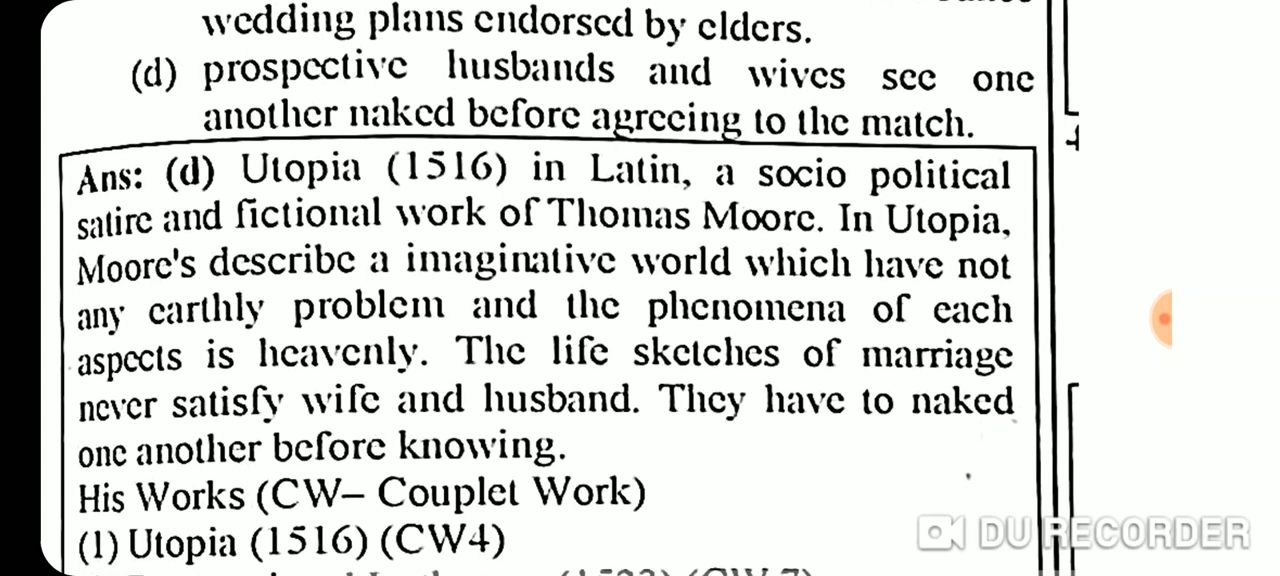 wedding plans endorsed by elders.
(d) prospective husbands and wives see one
another naked before agreeing to the match.
Ans: (d) Utopia (1516) in Latin, a socio political
satire and fictional work of Thomas Moore. In Utopia,
Moore's describe a imaginative world which have not
any earthly problem and the phenomena of each
aspects is heavenly. The life sketches of marriage
never satisfy wife and husband. They have to naked
one another before knowing.
His Works (CW– Couplet Work)
(1) Utopia (1516) (CW4)
DU RECORDER